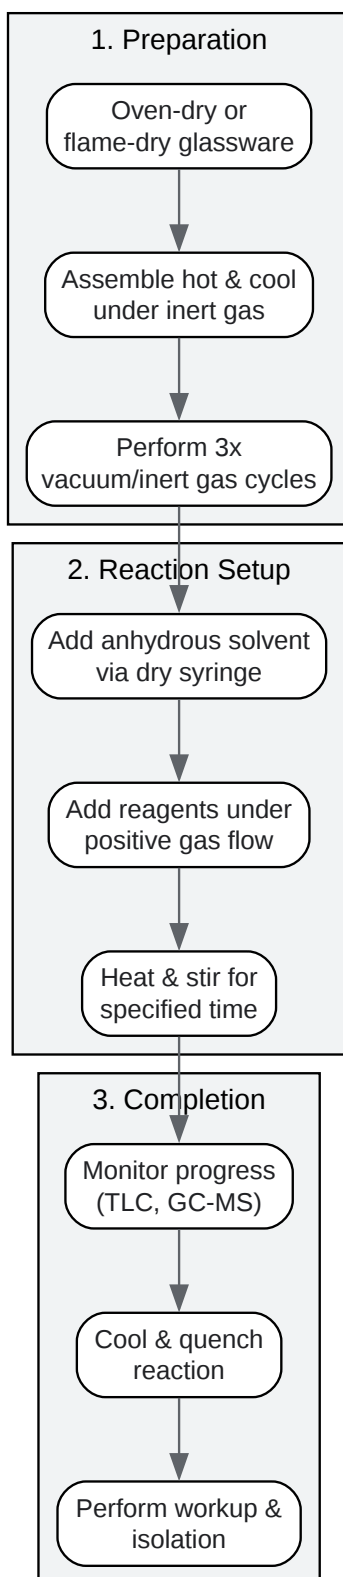 1. Preparation
Oven-dry or
flame-dry glassware
Assemble hot & cool
under inert gas
Perform 3x
vacuum/inert gas cycles
2. Reaction Setup
Add anhydrous solvent
via dry syringe
Add reagents under
positive gas flow
Heat & stir for
specified time
3. Completion
Monitor progress
(TLC, GC-MS)
Cool & quench
reaction
Perform workup &
isolation